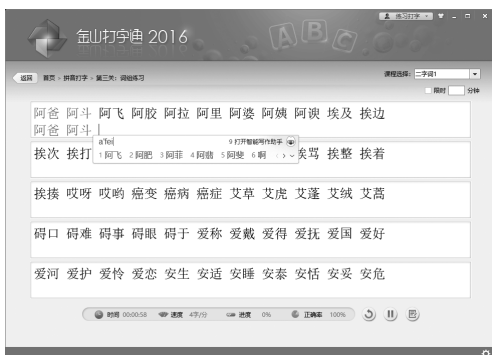 金山打字通 2016
练习打字
返回 首页 > 拼音打字 > 第三关：词组练习
课程选择： 二字词1
限时 分钟
阿爸 阿斗 阿飞 阿胶 阿拉 阿里 阿婆 阿姨 阿谀 埃及 挨边
阿爸 阿斗
a'fei 9 打开智能写作助手
1 阿飞 2 阿肥 3 阿菲 4 阿翡 5 阿斐 6 啊
挨次 挨打 挨骂 挨整 挨着
挨揍 哎呀 哎哟 癌变 癌病 癌症 艾草 艾虎 艾蓬 艾绒 艾蒿
碍口 碍难 碍事 碍眼 碍于 爱称 爱戴 爱得 爱抚 爱国 爱好
爱河 爱护 爱怜 爱恋 安生 安适 安睡 安泰 安恬 安妥 安危
时间 00:00:58 速度 4字/分 进度 0% 正确率 100%